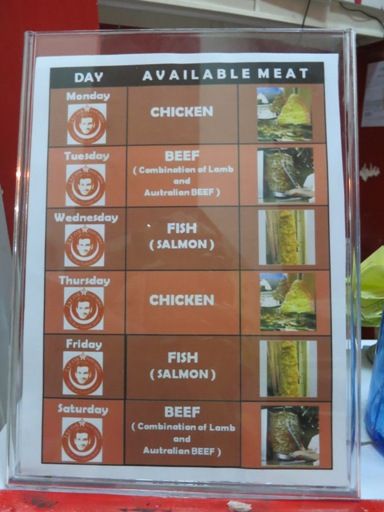 DAY AVAILABLE MEAT
Monday
CHICKEN
Tuesday
BEEF
( Combination of Lamb
and
Australian BEEF )
Wednesday
FISH
( SALMON )
Thursday
CHICKEN
Friday
FISH
( SALMON )
Saturday
BEEF
( Combination of Lamb
and
Australian BEEF )